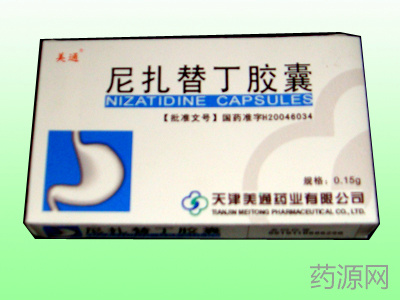 美通®
尼扎替丁胶囊
NIZATIDINE CAPSULES
【批准文号】国药准字H20046034
规格：0.15g
天津美通药业有限公司
TIANJIN MEITONG PHARMACEUTICAL CO., LTD.
尼扎替丁胶囊
药源网